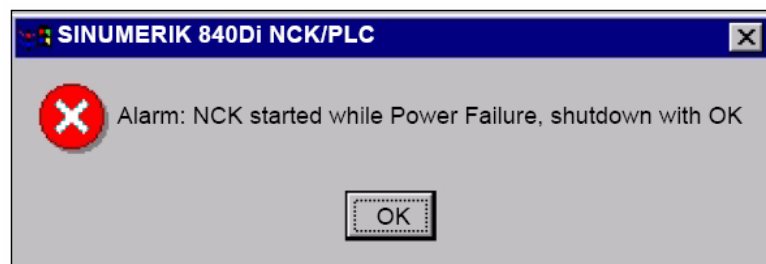 SINUMERIK 840Di NCK/PLC
Alarm: NCK started while Power Failure, shutdown with OK
OK